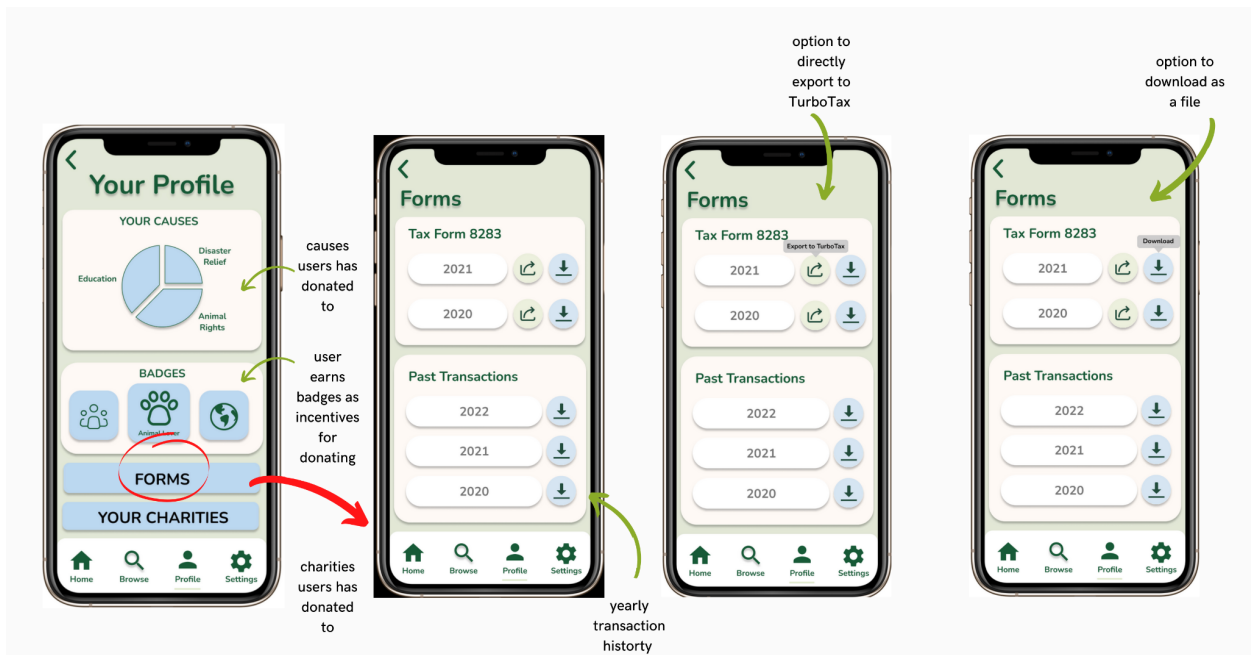 option to
directly
export to
TurboTax
option to
download as
a file
Your Profile
YOUR CAUSES
Disaster
Relief
Education
Animal
Rights
BADGES
Animal Lover
FORMS
YOUR CHARITIES
Home
Browse
Profile
Settings
causes
users has
donated
to
user
earns
badges as
incentives
for
donating
charities
users has
donated
to
Forms
Tax Form 8283
2021
2020
Past Transactions
2022
2021
2020
Home
Browse
Profile
Settings
yearly
transaction
historty
Forms
Tax Form 8283
Export to TurboTax
2021
2020
Past Transactions
2022
2021
2020
Home
Browse
Profile
Settings
Forms
Tax Form 8283
Download
2021
2020
Past Transactions
2022
2021
2020
Home
Browse
Profile
Settings